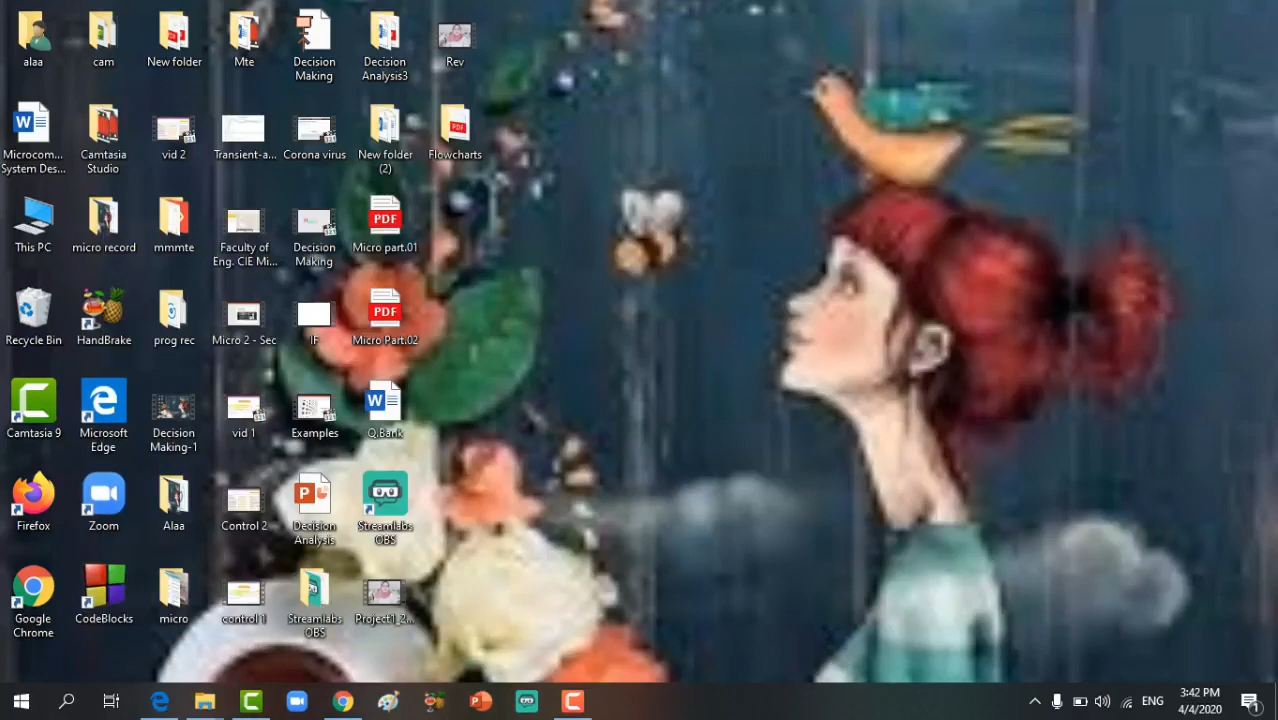 alaa
cam
New folder
Mte
Decision
Making
Decision
Analysis3
Rev
Microcom...
System Des...
Camtasia
Studio
vid 2
Transient-a...
Corona virus
New folder
(2)
Flowcharts
This PC
micro record
mmmte
Faculty of
Eng. CIE Mi...
Decision
Making
PDF
Micro part.01
Recycle Bin
HandBrake
prog rec
Micro 2 - Sec
IF
PDF
Micro Part.02
Camtasia 9
Microsoft
Edge
Decision
Making-1
vid 1
Examples
Q.Bank
Firefox
Zoom
Alaa
Control 2
Decision
Analysis
Streamlabs
OBS
Google
Chrome
CodeBlocks
micro
control 1
Streamlabs
OBS
Project1_2...
ENG
3:42 PM
4/4/2020